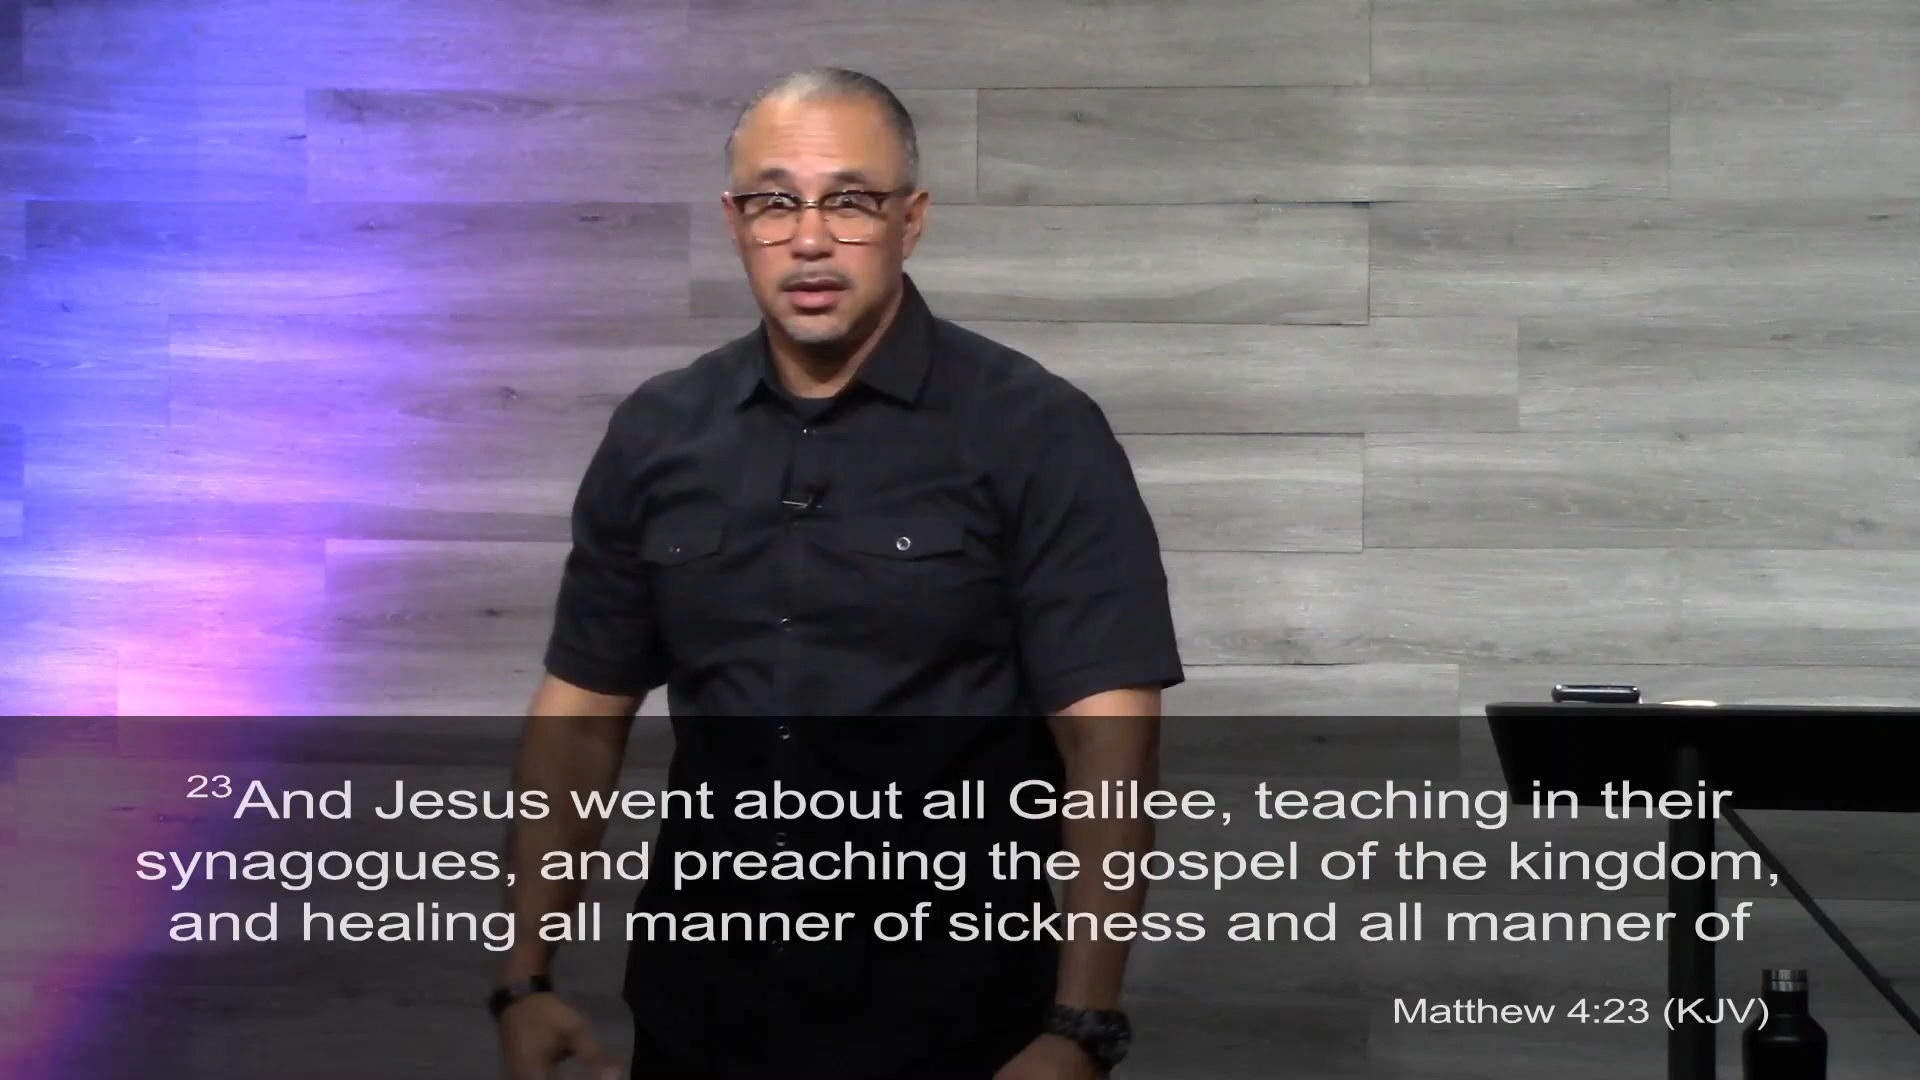 23And Jesus went about all Galilee, teaching in their
synagogues, and preaching the gospel of the kingdom,
and healing all manner of sickness and all manner of
Matthew 4:23 (KJV)